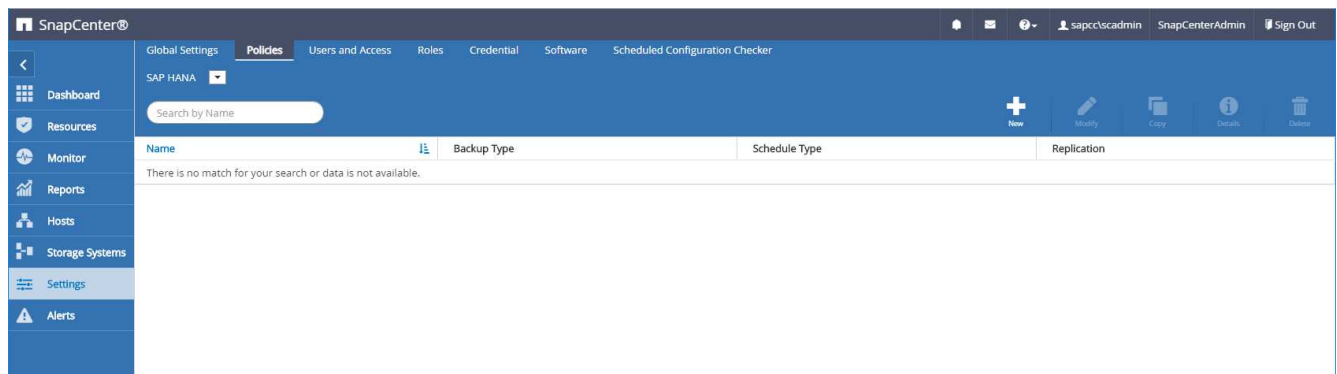 SnapCenter® sapcc\scadmin SnapCenterAdmin Sign Out
Global Settings Policies Users and Access Roles Credential Software Scheduled Configuration Checker
SAP HANA
Dashboard
Search by Name
New Modify Copy Details Delete
Resources
Name Backup Type Schedule Type Replication
Monitor
There is no match for your search or data is not available.
Reports
Hosts
Storage Systems
Settings
Alerts